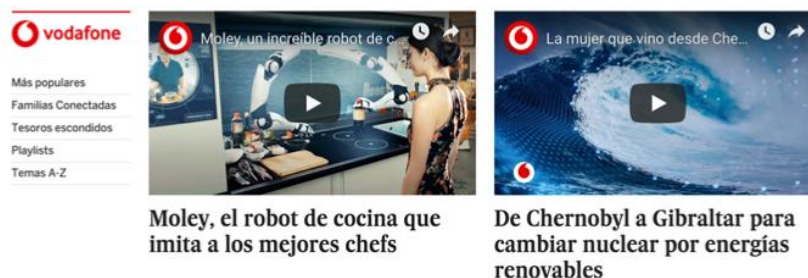 vodafone
Más populares
Familias Conectadas
Tesoros escondidos
Playlists
Temas A-Z
Moley, un increíble robot de c...
Moley, el robot de cocina que
imita a los mejores chefs
La mujer que vino desde Che...
De Chernobyl a Gibraltar para
cambiar nuclear por energías
renovables